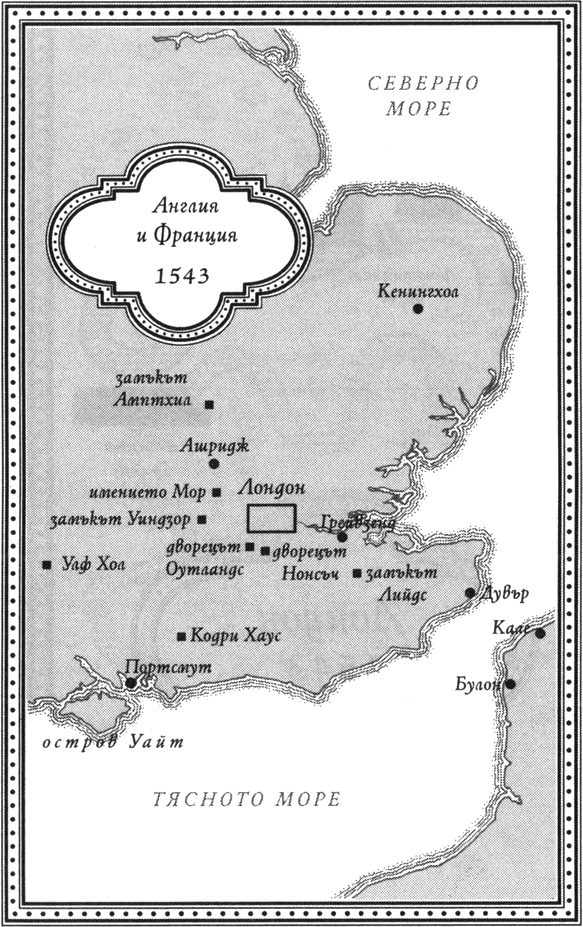 СЕВЕРНО
МОРЕ
Англия
и Франция
1543
Кенингхол
замъкът
Амптхил
Ашридж
имението Мор
Лондон
замъкът Уиндзор
Грейвзенд
дворецът
Оутландс
дворецът
Нонсъч
Улф Хол
замъкът
Лийдс
Дувър
Кале
Кодри Хаус
Портсмут
Булон
остров Уайт
ТЯСНОТО МОРЕ